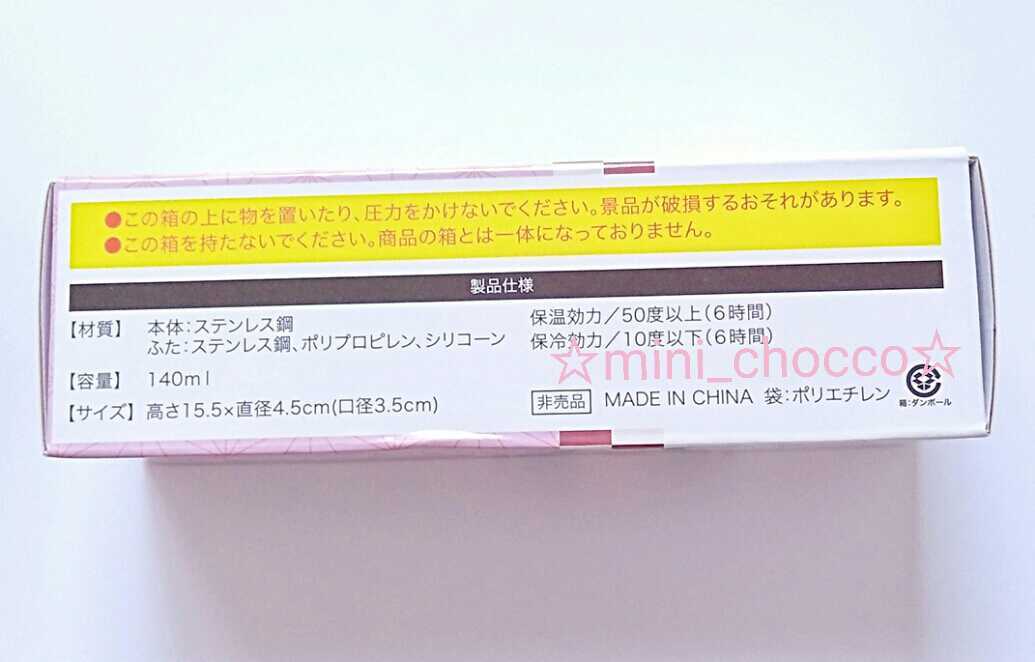 ●この箱の上に物を置いたり、圧力をかけないでください。景品が破損するおそれがあります。
●この箱を持たないでください。商品の箱とは一体になっておりません。
製品仕様
【材質】 本体：ステンレス鋼
ふた：ステンレス鋼、ポリプロピレン、シリコーン
【容量】 140ml
【サイズ】 高さ15.5×直径4.5cm(口径3.5cm)
保温効力／50度以上(6時間)
保冷効力／10度以下(6時間)
☆mini_chocco☆
非売品 MADE IN CHINA 袋：ポリエチレン
箱：ダンボール